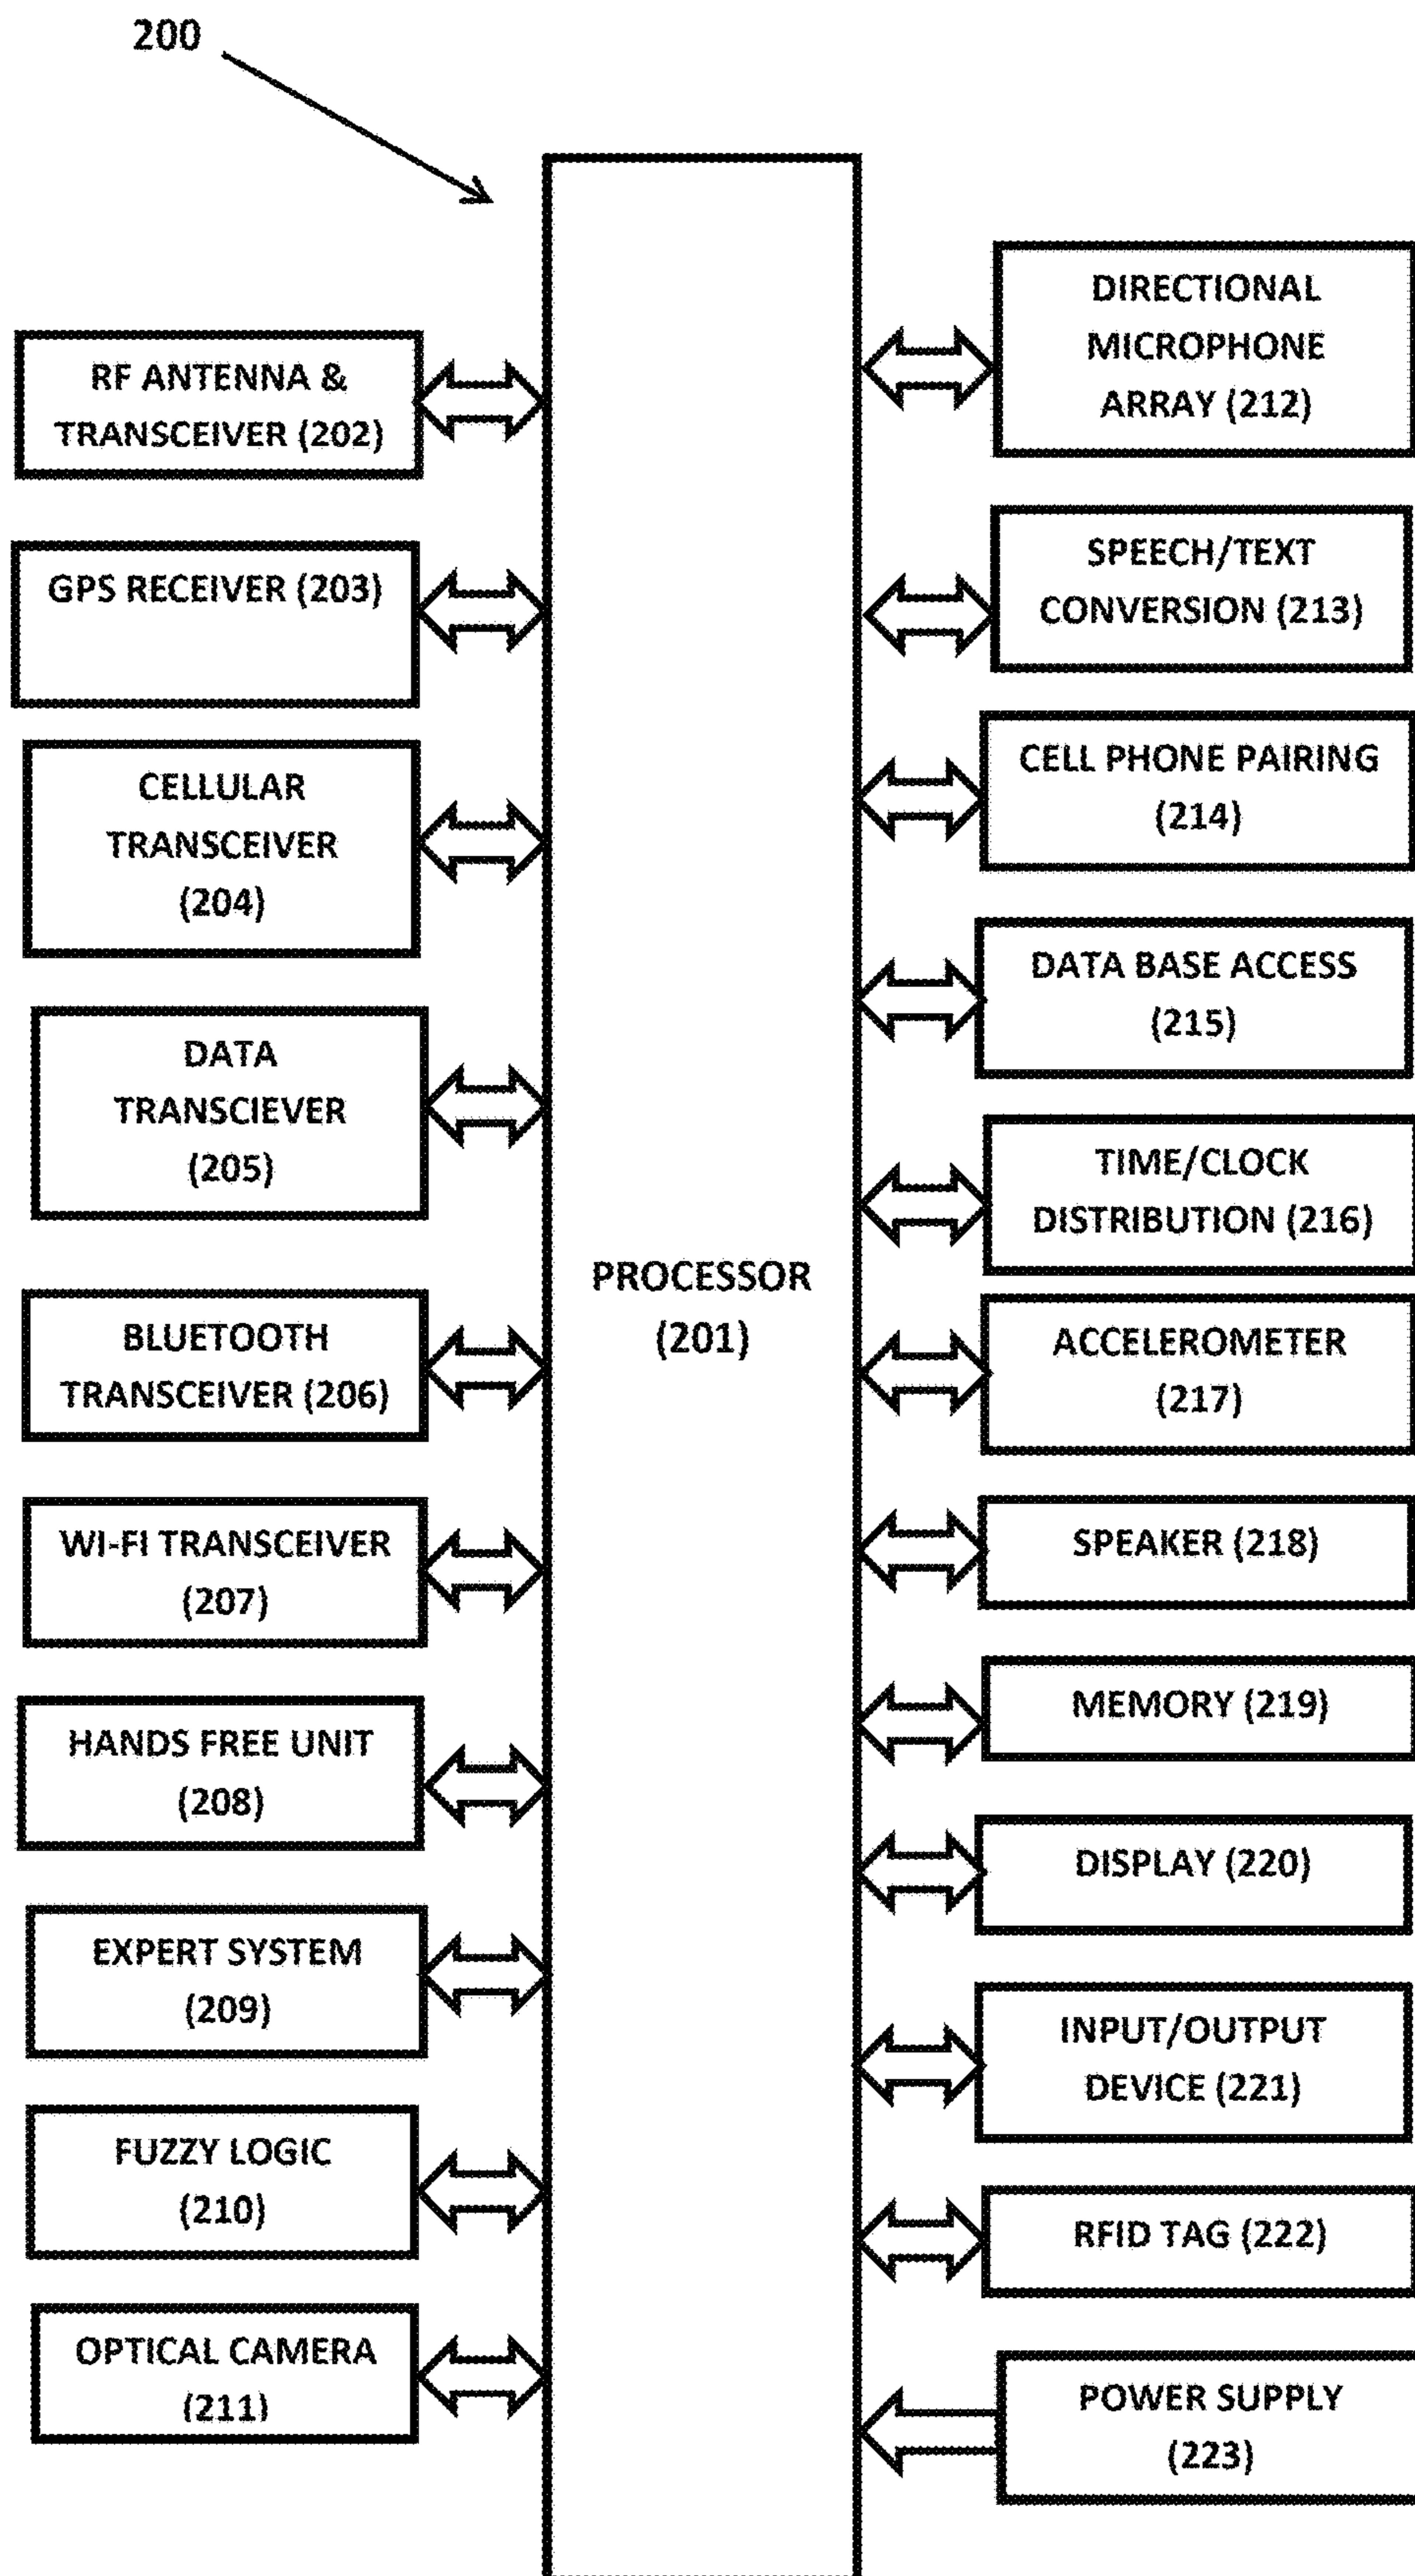 200
RF ANTENNA &
TRANSCEIVER (202)
GPS RECEIVER (203)
CELLULAR
TRANSCEIVER
(204)
DATA
TRANSCIEVER
(205)
BLUETOOTH
TRANSCEIVER (206)
WI-FI TRANSCEIVER
(207)
HANDS FREE UNIT
(208)
EXPERT SYSTEM
(209)
FUZZY LOGIC
(210)
OPTICAL CAMERA
(211)
PROCESSOR
(201)
DIRECTIONAL
MICROPHONE
ARRAY (212)
SPEECH/TEXT
CONVERSION (213)
CELL PHONE PAIRING
(214)
DATA BASE ACCESS
(215)
TIME/CLOCK
DISTRIBUTION (216)
ACCELEROMETER
(217)
SPEAKER (218)
MEMORY (219)
DISPLAY (220)
INPUT/OUTPUT
DEVICE (221)
RFID TAG (222)
POWER SUPPLY
(223)